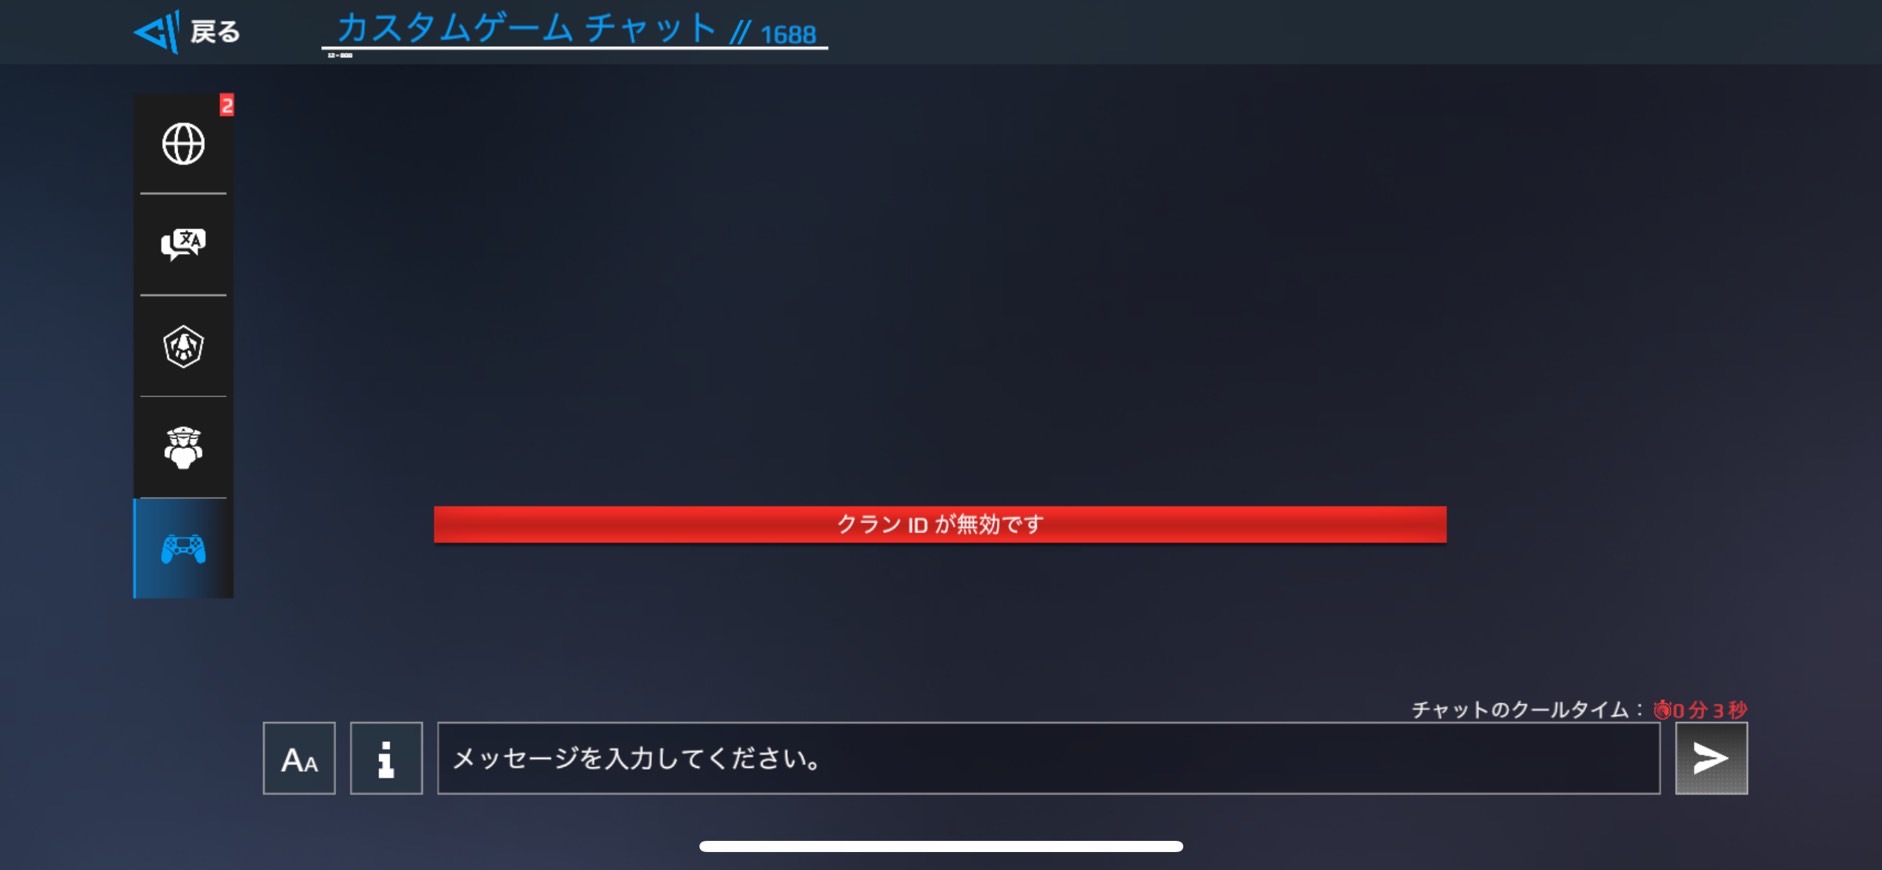 戻る
カスタムゲーム チャット // 1688
2
文A
クラン ID が無効です
チャットのクールタイム： 0 分 3 秒
AA
i
メッセージを入力してください。